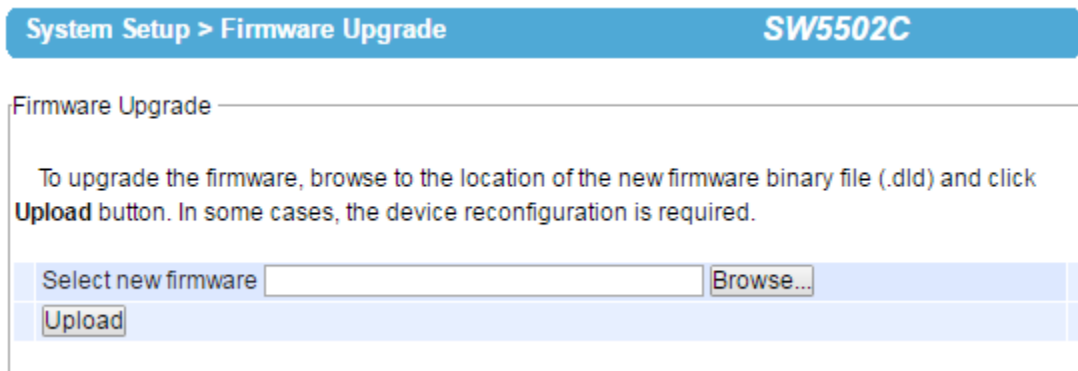 System Setup > Firmware Upgrade SW5502C
Firmware Upgrade
To upgrade the firmware, browse to the location of the new firmware binary file (.dld) and click
Upload button. In some cases, the device reconfiguration is required.
Select new firmware Browse...
Upload